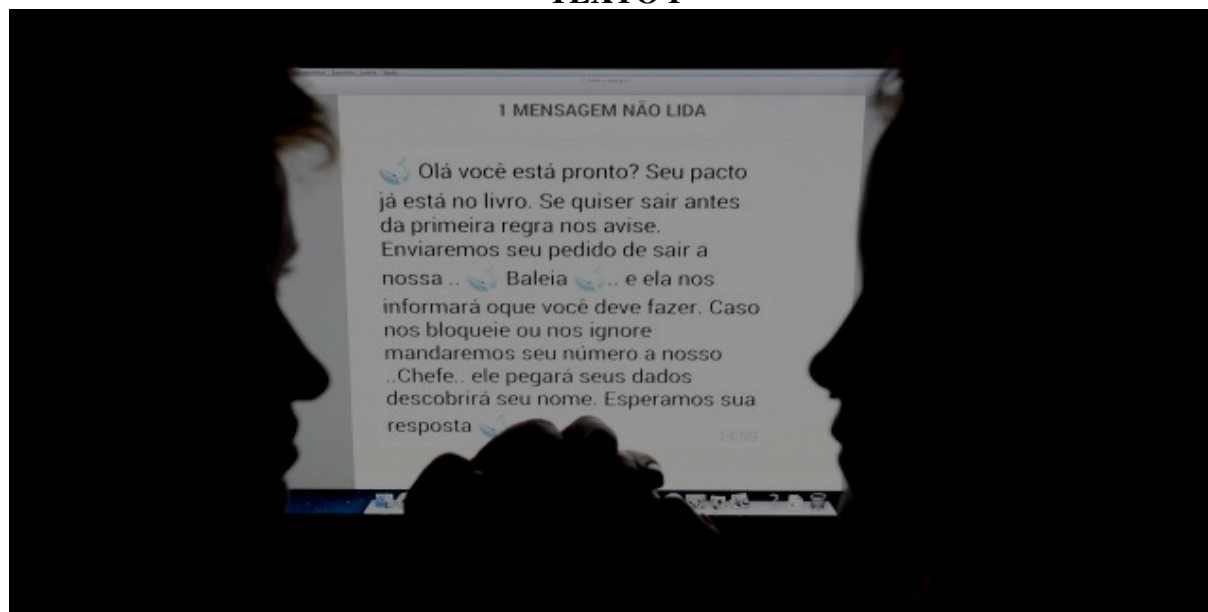 1 MENSAGEM NÃO LIDA
Olá você está pronto? Seu pacto
já está no livro. Se quiser sair antes
da primeira regra nos avise.
Enviaremos seu pedido de sair a
nossa .. Baleia .. e ela nos
informará oque você deve fazer. Caso
nos bloqueie ou nos ignore
mandaremos seu número a nosso
..Chefe.. ele pegará seus dados
descobrirá seu nome. Esperamos sua
resposta
14:59